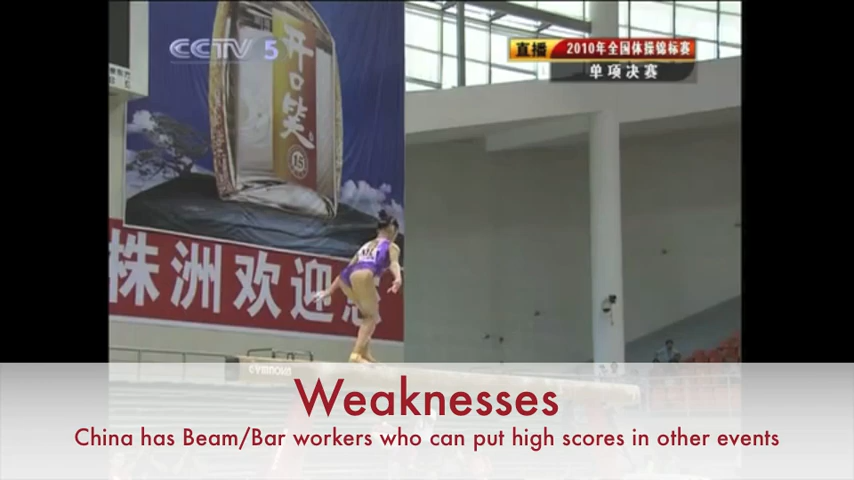 CCTV 5
直播 2010年全国体操锦标赛
单项决赛
开口笑
15
株洲欢迎您
GYMNOVA
Weaknesses
China has Beam/Bar workers who can put high scores in other events